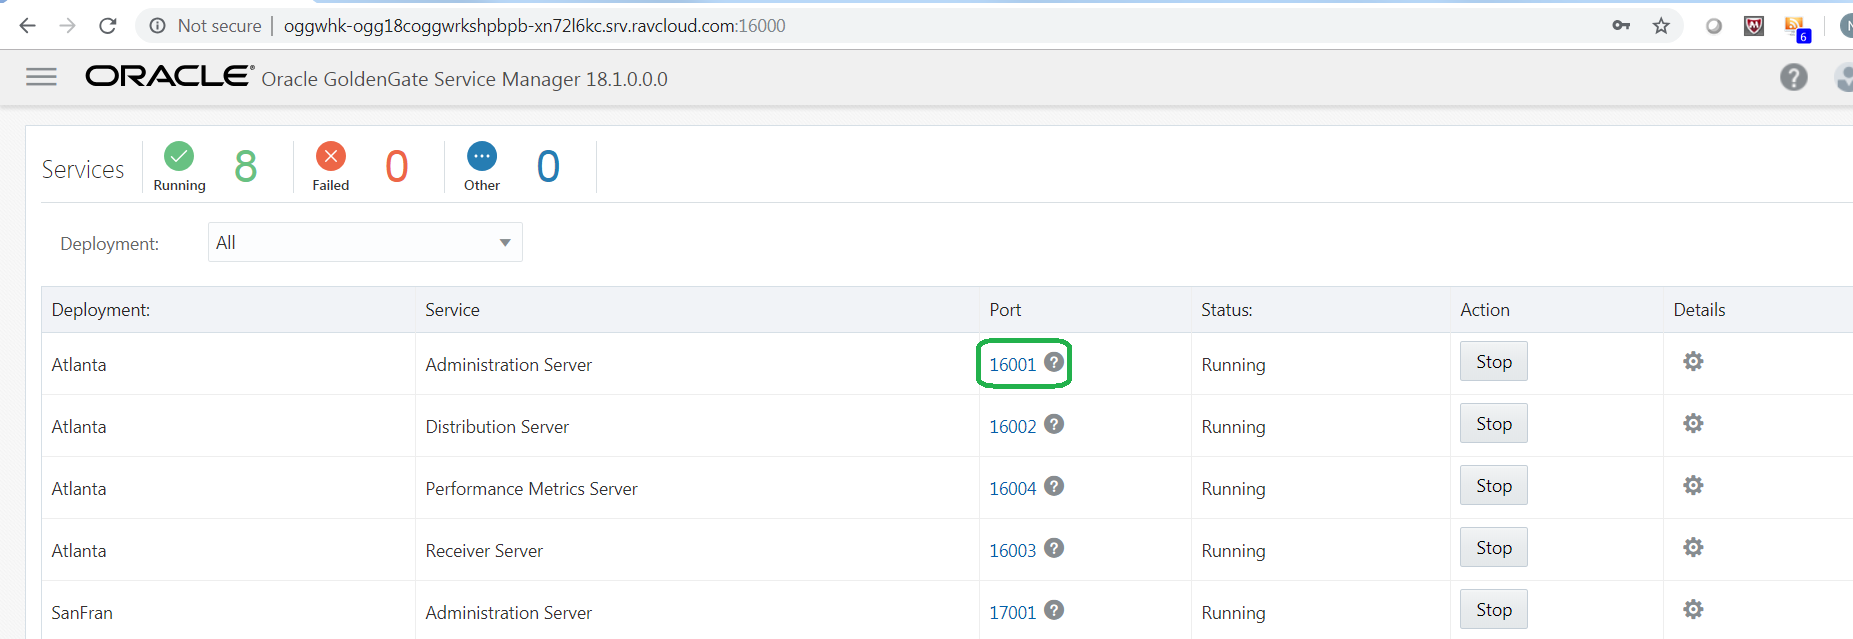 Not secure | oggwhk-ogg18coggwrkshpbpb-xn72l6kc.srv.ravcloud.com:16000
6
ORACLE® Oracle GoldenGate Service Manager 18.1.0.0.0 ?
Services Running 8 Failed 0 Other 0
Deployment: All
Deployment: Service Port Status: Action Details
Atlanta Administration Server 16001 ? Running Stop
Atlanta Distribution Server 16002 ? Running Stop
Atlanta Performance Metrics Server 16004 ? Running Stop
Atlanta Receiver Server 16003 ? Running Stop
SanFran Administration Server 17001 ? Running Stop